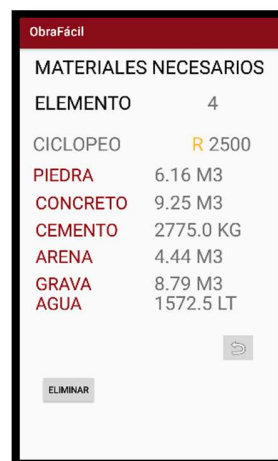 ObraFácil
MATERIALES NECESARIOS
ELEMENTO 4
CICLOPEO R 2500
PIEDRA 6.16 M3
CONCRETO 9.25 M3
CEMENTO 2775.0 KG
ARENA 4.44 M3
GRAVA 8.79 M3
AGUA 1572.5 LT
ELIMINAR